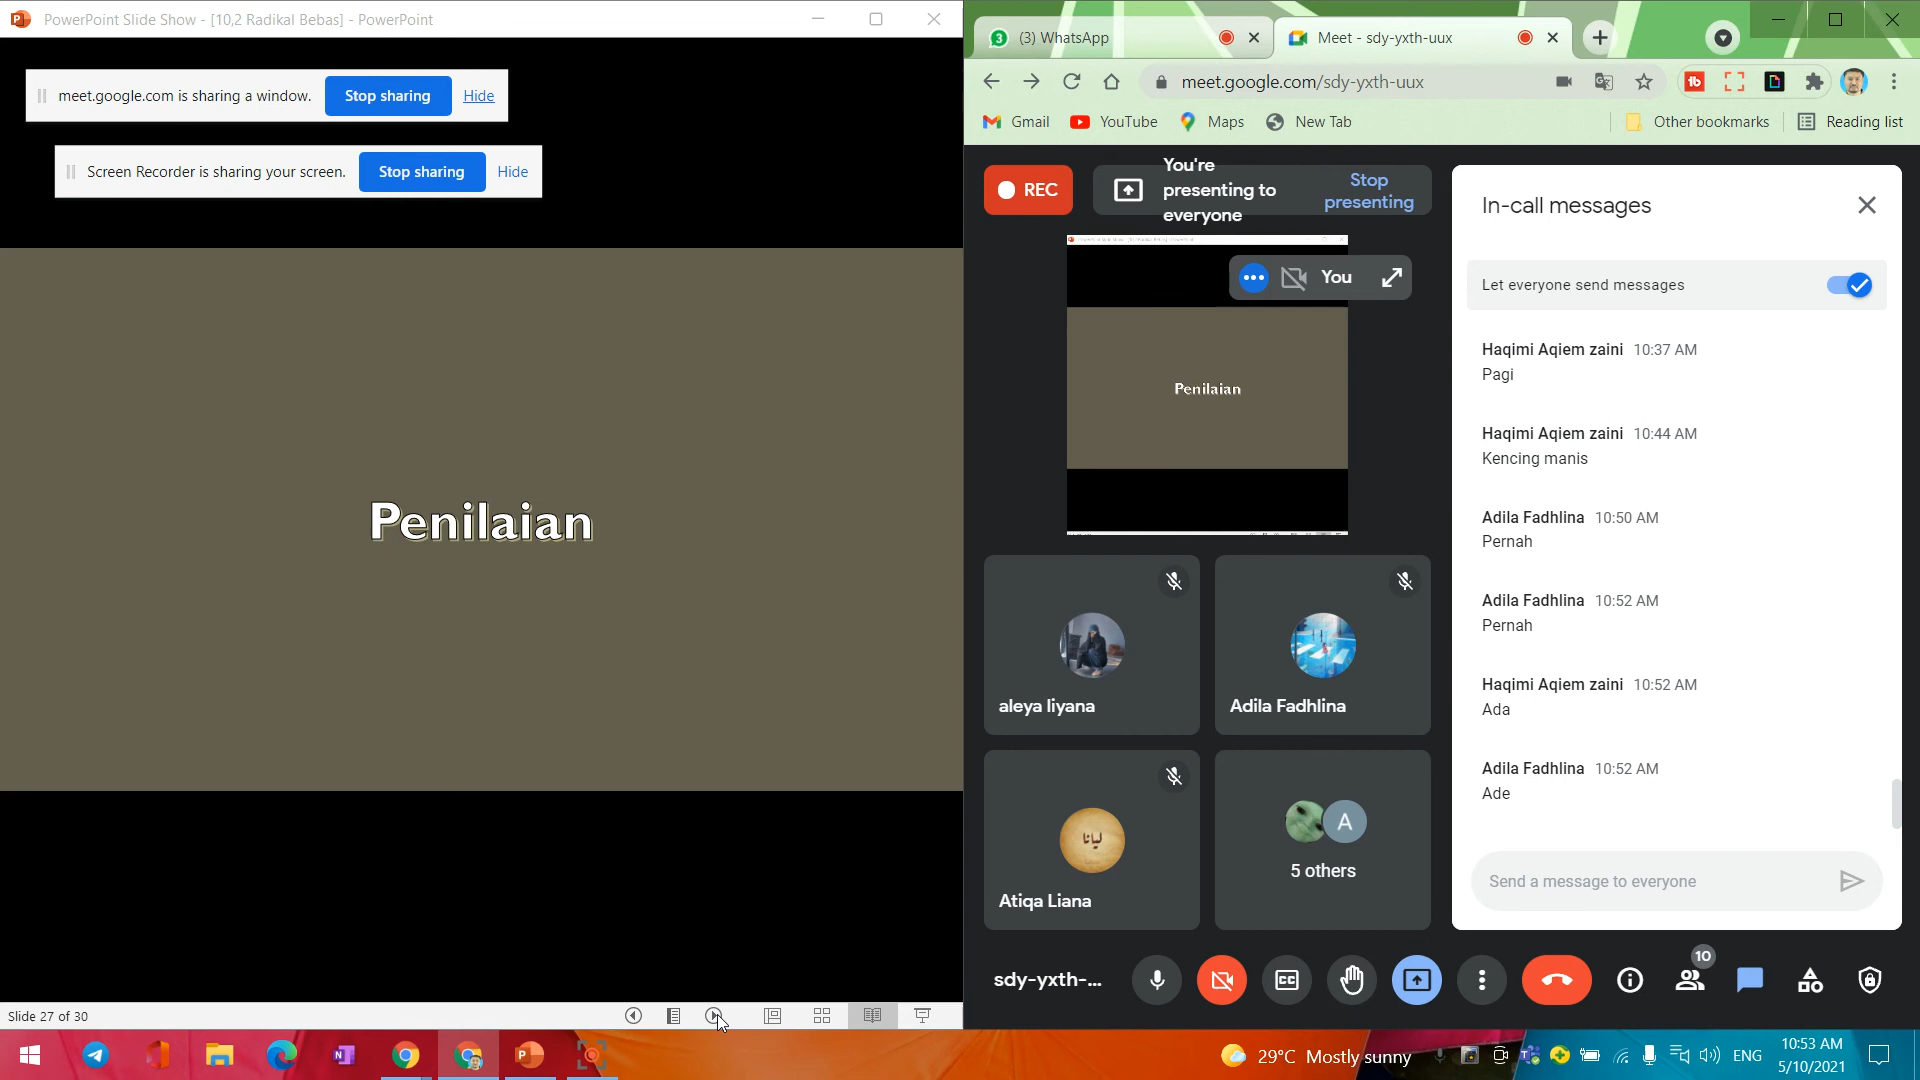 PowerPoint Slide Show - [10,2 Radikal Bebas] - PowerPoint
meet.google.com is sharing a window.
Stop sharing
Hide
Screen Recorder is sharing your screen.
Stop sharing
Hide
Penilaian
Slide 27 of 30
3
(3) WhatsApp
Meet - sdy-yxth-uux
meet.google.com/sdy-yxth-uux
Gmail
YouTube
Maps
New Tab
Other bookmarks
Reading list
REC
You're
presenting to
everyone
Stop
presenting
You
Penilaian
aleya liyana
Adila Fadhlina
ليانا
Atiqa Liana
A
5 others
In-call messages
Let everyone send messages
Haqimi Aqiem zaini 10:37 AM
Pagi
Haqimi Aqiem zaini 10:44 AM
Kencing manis
Adila Fadhlina 10:50 AM
Pernah
Adila Fadhlina 10:52 AM
Pernah
Haqimi Aqiem zaini 10:52 AM
Ada
Adila Fadhlina 10:52 AM
Ade
Send a message to everyone
sdy-yxth-...
10
29°C Mostly sunny
ENG
10:53 AM
5/10/2021